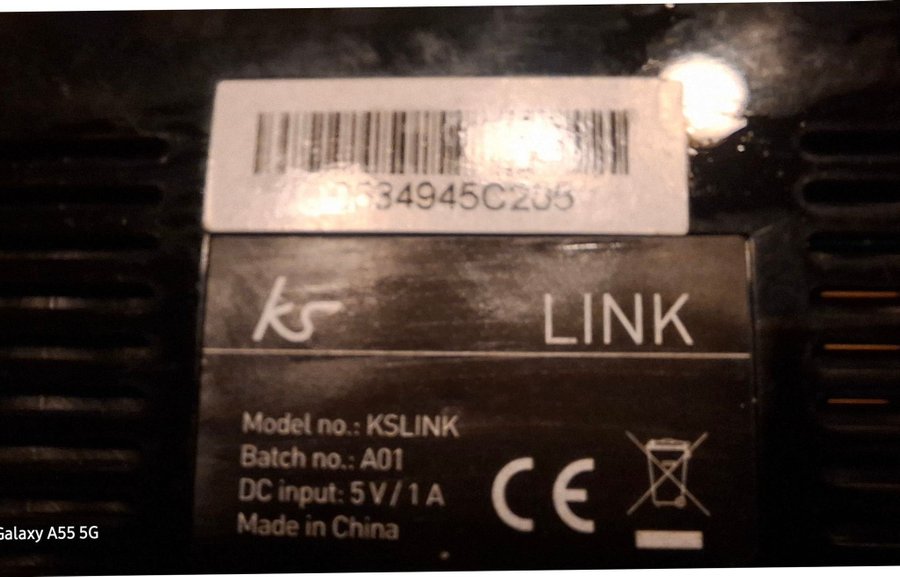 ks
LINK
Model no.: KSLINK
Batch no.: A01
DC input: 5 V / 1 A
Made in China
CE
Galaxy A55 5G